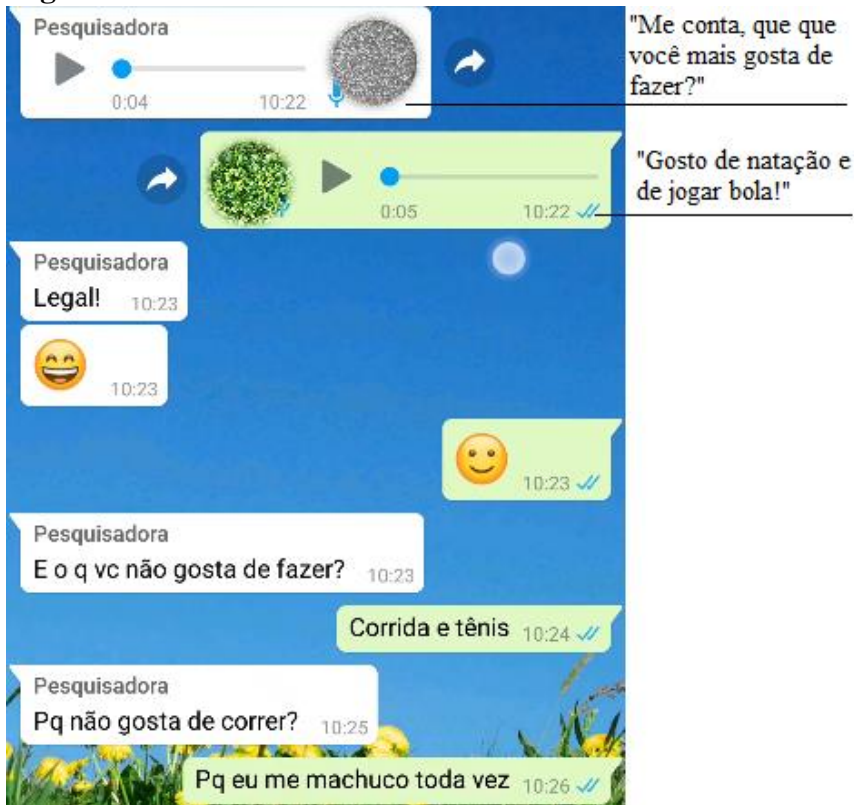 Pesquisadora
0:04 10:22
"Me conta, que que
você mais gosta de
fazer?"
0:05 10:22
"Gosto de natação e
de jogar bola!"
Pesquisadora
Legal! 10:23
😄 10:23
🙂 10:23
Pesquisadora
E o q vc não gosta de fazer? 10:23
Corrida e tênis 10:24
Pesquisadora
Pq não gosta de correr? 10:25
Pq eu me machuco toda vez 10:26